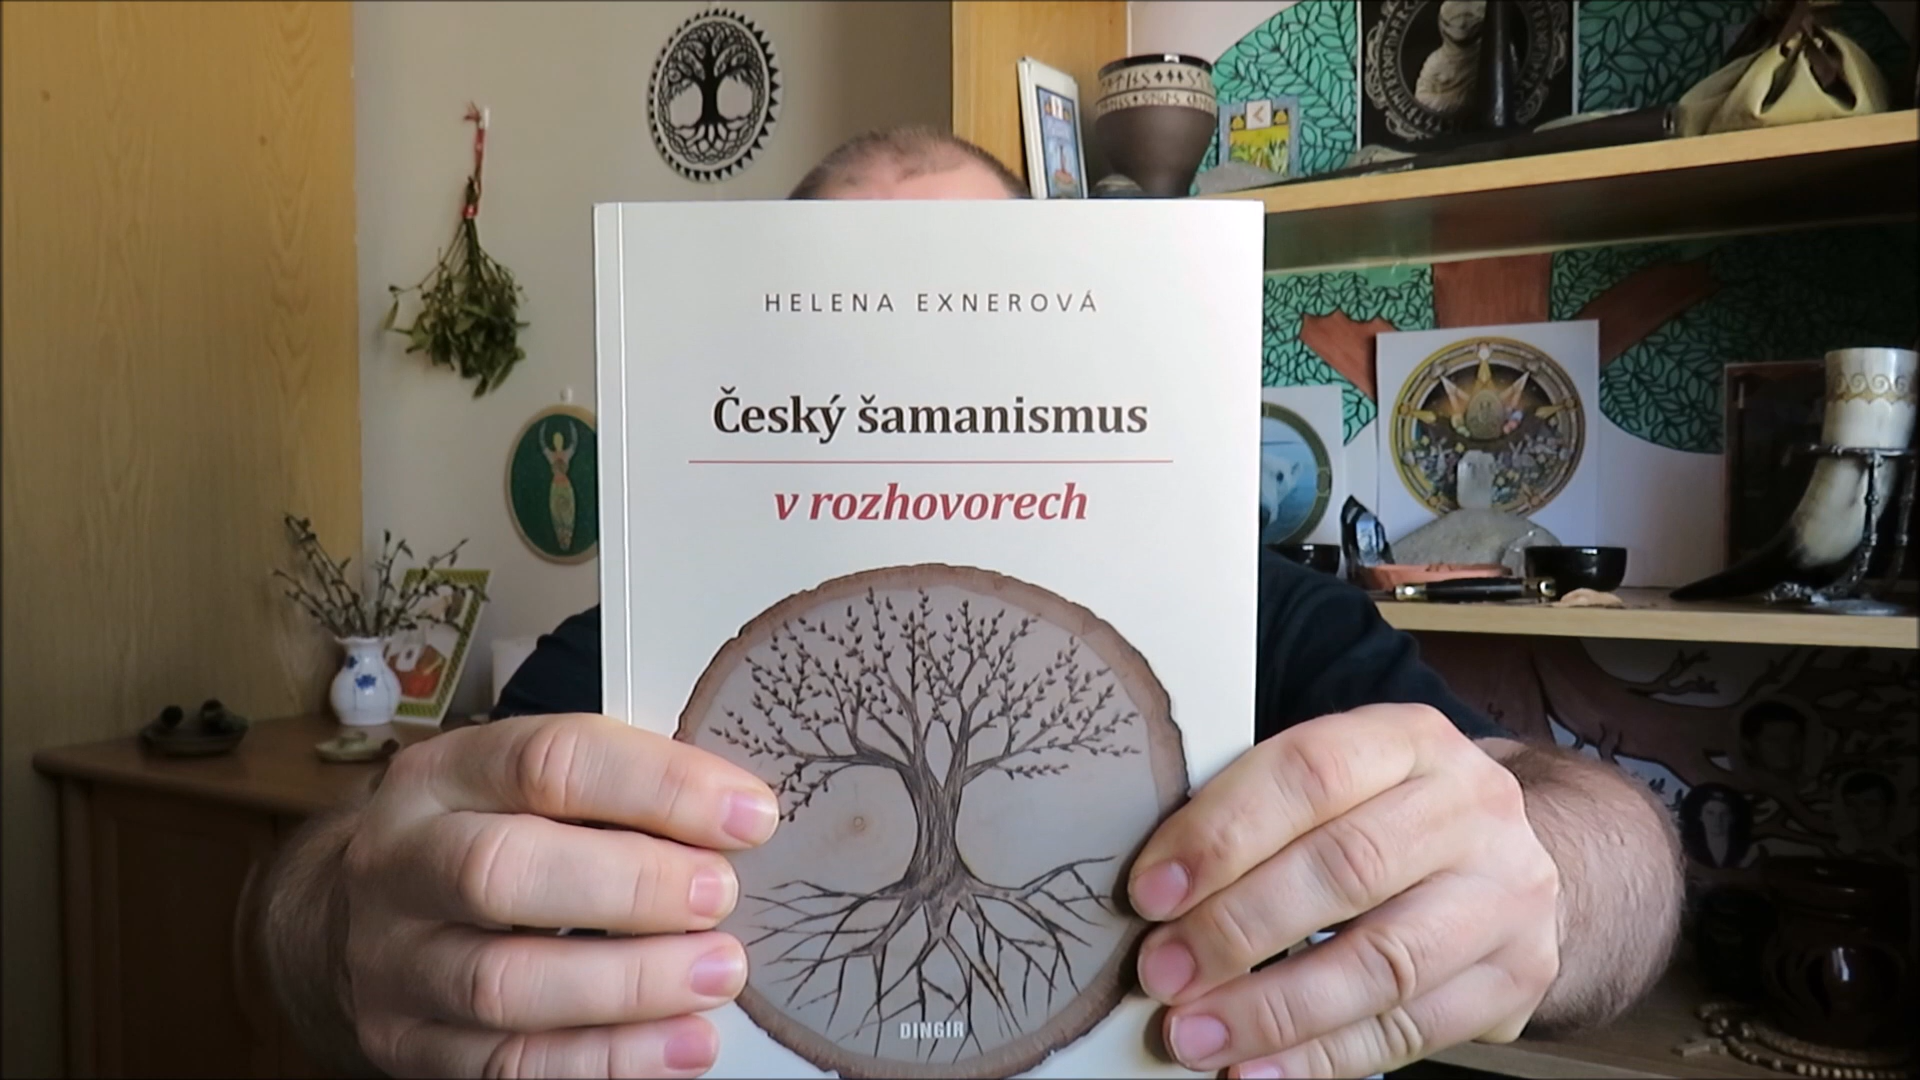 HELENA EXNEROVÁ
Český šamanismus
v rozhovorech
DINGIR